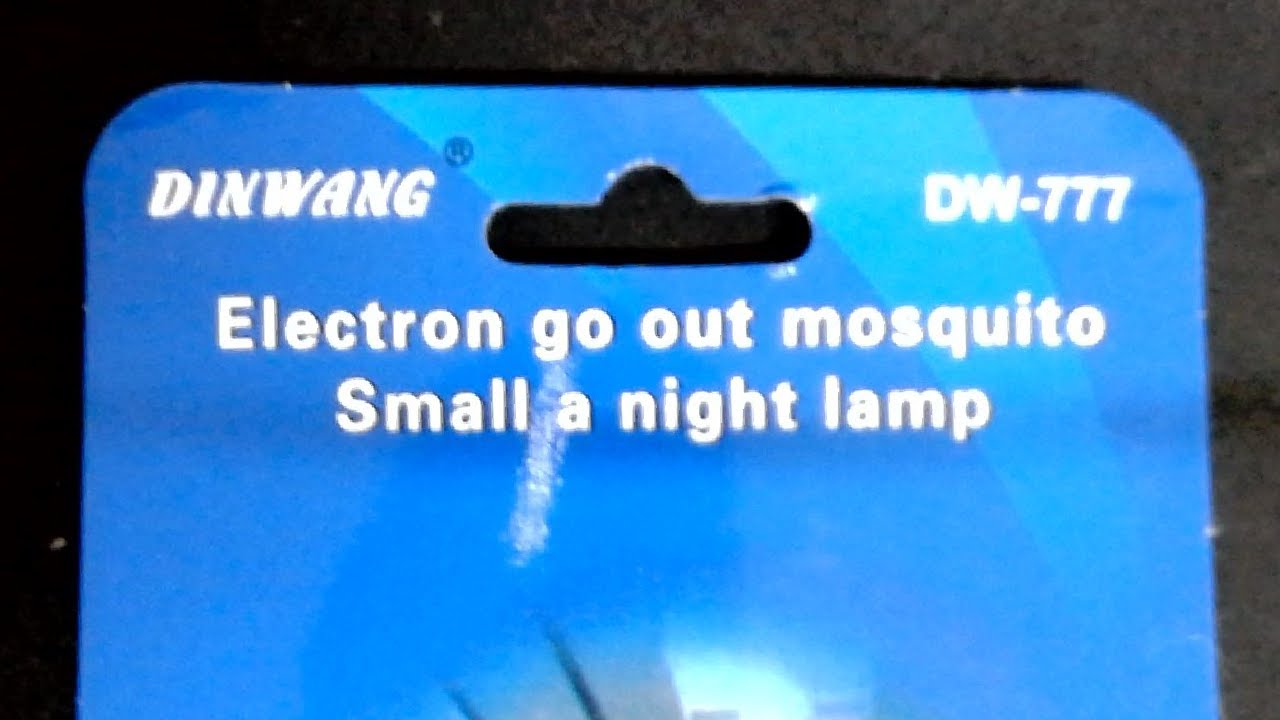 DINWANG ®
DW-777
Electron go out mosquito
Small a night lamp